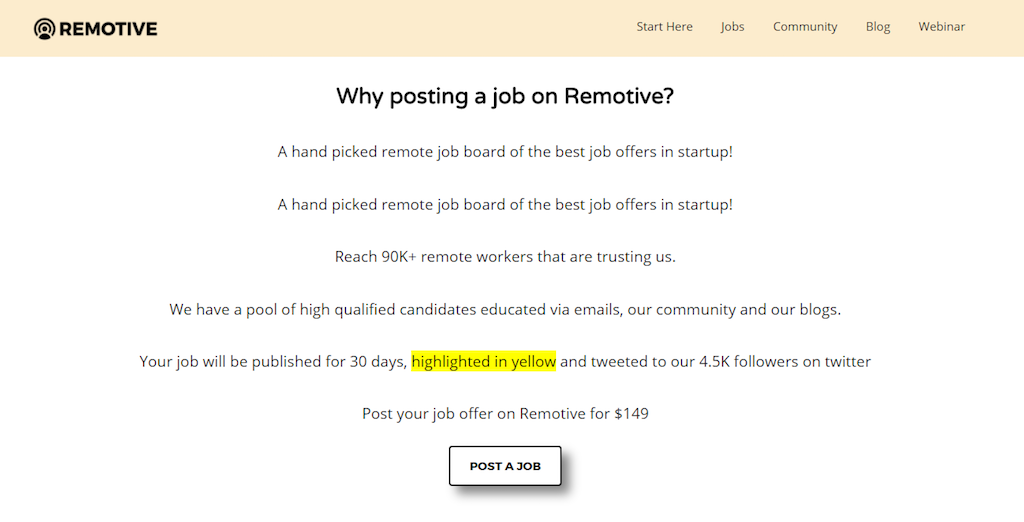 REMOTIVE
Start Here Jobs Community Blog Webinar
Why posting a job on Remotive?
A hand picked remote job board of the best job offers in startup!
A hand picked remote job board of the best job offers in startup!
Reach 90K+ remote workers that are trusting us.
We have a pool of high qualified candidates educated via emails, our community and our blogs.
Your job will be published for 30 days, highlighted in yellow and tweeted to our 4.5K followers on twitter
Post your job offer on Remotive for $149
POST A JOB